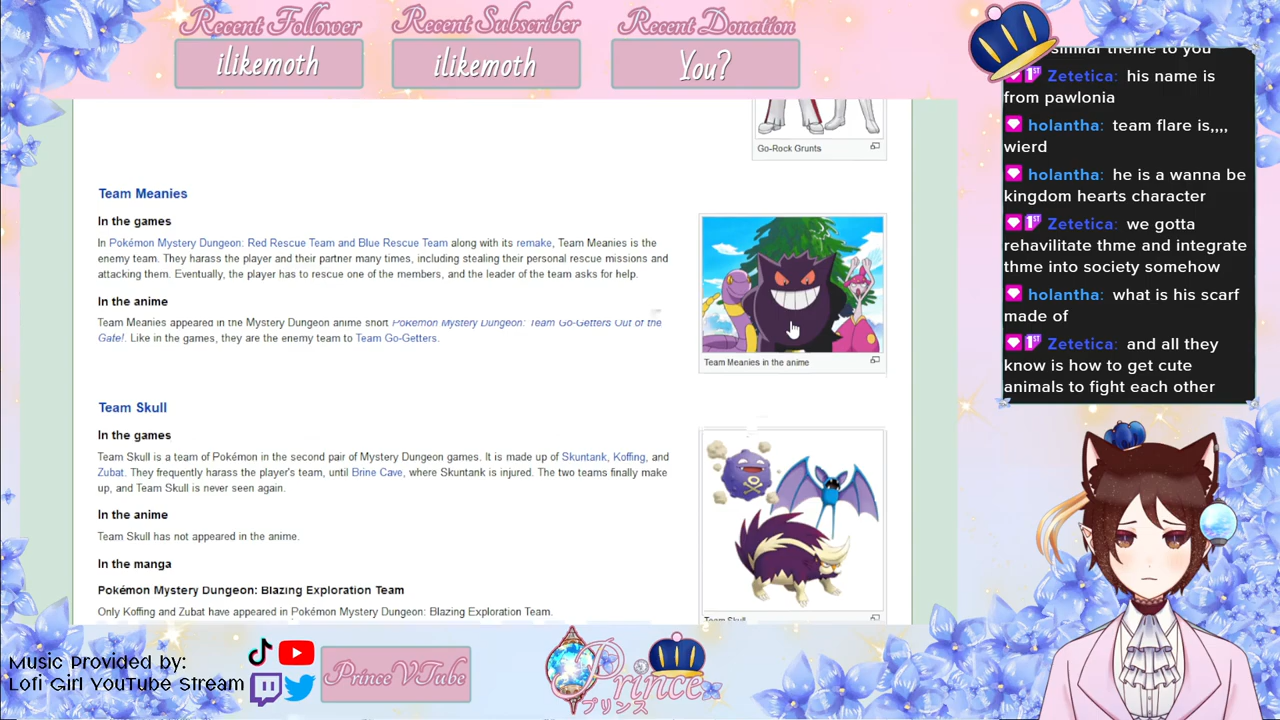 Recent Follower
ilikemoth
Recent Subscriber
ilikemoth
Recent Donation
You?
Go-Rock Grunts
Team Meanies
In the games
In Pokémon Mystery Dungeon: Red Rescue Team and Blue Rescue Team along with its remake, Team Meanies is the
enemy team. They harass the player and their partner many times, including stealing their personal rescue missions and
attacking them. Eventually, the player has to rescue one of the members, and the leader of the team asks for help.
In the anime
Team Meanies appeared in the Mystery Dungeon anime short Pokémon Mystery Dungeon: Team Go-Getters Out of the
Gate!. Like in the games, they are the enemy team to Team Go-Getters.
Team Meanies in the anime
Team Skull
In the games
Team Skull is a team of Pokémon in the second pair of Mystery Dungeon games. It is made up of Skuntank, Koffing, and
Zubat. They frequently harass the player's team, until Brine Cave, where Skuntank is injured. The two teams finally make
up, and Team Skull is never seen again.
In the anime
Team Skull has not appeared in the anime.
In the manga
Pokémon Mystery Dungeon: Blazing Exploration Team
Only Koffing and Zubat have appeared in Pokémon Mystery Dungeon: Blazing Exploration Team.
Team Skull
similar theme to you
1ST Zetetica: his name is
from pawlonia
holantha: team flare is,,,,
wierd
holantha: he is a wanna be
kingdom hearts character
1ST Zetetica: we gotta
rehavilitate thme and integrate
thme into society somehow
holantha: what is his scarf
made of
1ST Zetetica: and all they
know is how to get cute
animals to fight each other
Music Provided by:
Lofi Girl YouTube Stream
Prince VTube
Prince
プリンス